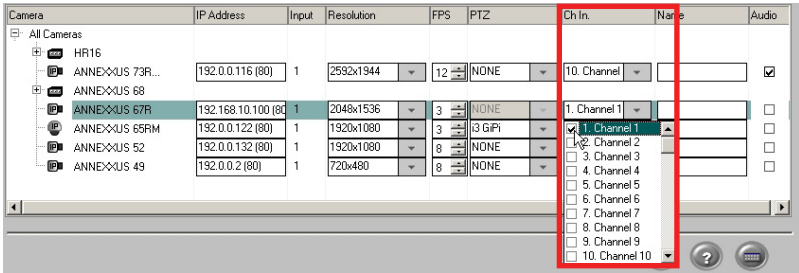 Camera IP Address Input Resolution FPS PTZ Ch In. Name Audio
All Cameras
HR16
ANNEXXUS 73R... 192.0.0.116 (80) 1 2592x1944 12 NONE 10. Channel
ANNEXXUS 68
ANNEXXUS 67R 192.168.10.100 (80 1 2048x1536 3 NONE 1. Channel 1
ANNEXXUS 65RM 192.0.0.122 (80) 1 1920x1080 3 i3 GiPi 1. Channel 1
ANNEXXUS 52 192.0.0.132 (80) 1 1920x1080 8 NONE 2. Channel 2
3. Channel 3
ANNEXXUS 49 192.0.0.2 (80) 1 720x480 8 NONE 4. Channel 4
5. Channel 5
6. Channel 6
7. Channel 7
8. Channel 8
9. Channel 9
10. Channel 10
?